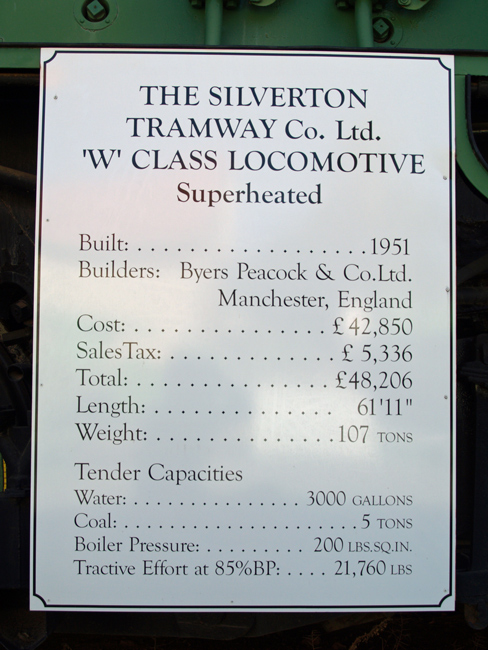 THE SILVERTON
TRAMWAY Co. Ltd.
'W' CLASS LOCOMOTIVE
Superheated
Built: . . . . . . . . . . . . . . . . . . 1951
Builders: Byers Peacock & Co.Ltd.
Manchester, England
Cost: . . . . . . . . . . . . . . . £ 42,850
SalesTax: . . . . . . . . . . . . . £ 5,336
Total: . . . . . . . . . . . . . . . £48,206
Length: . . . . . . . . . . . . . . 61'11"
Weight: . . . . . . . . . . . . . . 107 TONS
Tender Capacities
Water: . . . . . . . . . . . . . . . . 3000 GALLONS
Coal: . . . . . . . . . . . . . . . . . . . . . 5 TONS
Boiler Pressure: . . . . . . . . . 200 LBS.SQ.IN.
Tractive Effort at 85%BP: . . . . 21,760 LBS